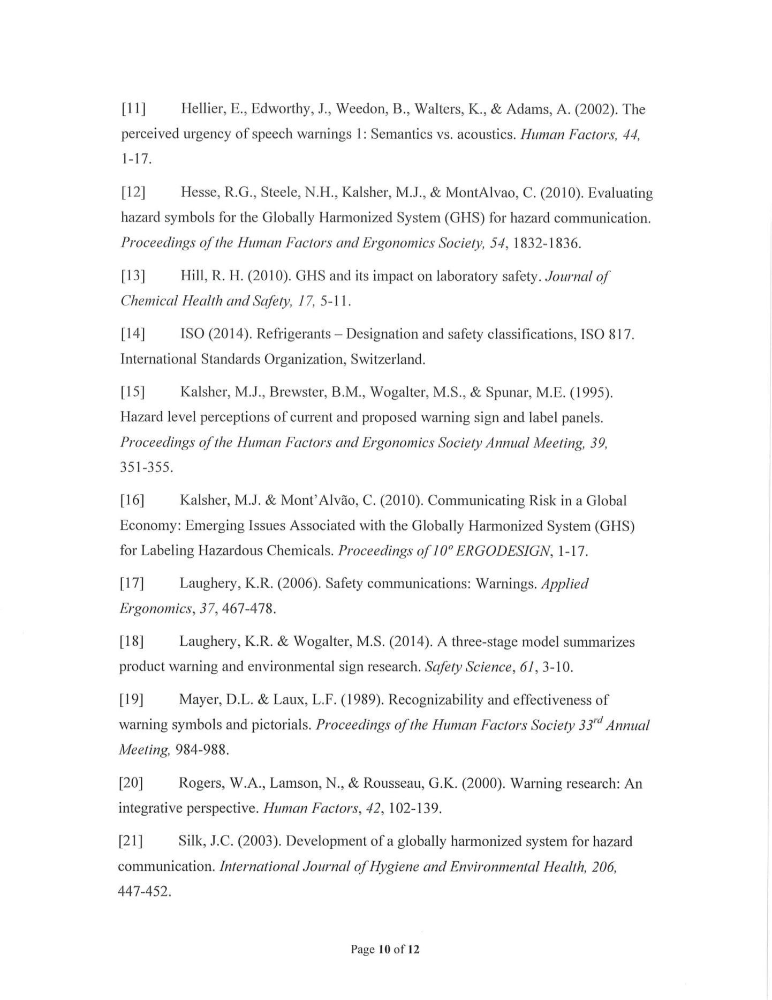 [11] Hellier, E., Edworthy, J., Weedon, B., Walters, K., & Adams, A. (2002). The
perceived urgency of speech warnings 1: Semantics vs. acoustics. Human Factors, 44,
1-17.
[12] Hesse, R.G., Steele, N.H., Kalsher, M.J., & MontAlvao, C. (2010). Evaluating
hazard symbols for the Globally Harmonized System (GHS) for hazard communication.
Proceedings of the Human Factors and Ergonomics Society, 54, 1832-1836.
[13] Hill, R. H. (2010). GHS and its impact on laboratory safety. Journal of
Chemical Health and Safety, 17, 5-11.
[14] ISO (2014). Refrigerants – Designation and safety classifications, ISO 817.
International Standards Organization, Switzerland.
[15] Kalsher, M.J., Brewster, B.M., Wogalter, M.S., & Spunar, M.E. (1995).
Hazard level perceptions of current and proposed warning sign and label panels.
Proceedings of the Human Factors and Ergonomics Society Annual Meeting, 39,
351-355.
[16] Kalsher, M.J. & Mont’Alvão, C. (2010). Communicating Risk in a Global
Economy: Emerging Issues Associated with the Globally Harmonized System (GHS)
for Labeling Hazardous Chemicals. Proceedings of 10º ERGODESIGN, 1-17.
[17] Laughery, K.R. (2006). Safety communications: Warnings. Applied
Ergonomics, 37, 467-478.
[18] Laughery, K.R. & Wogalter, M.S. (2014). A three-stage model summarizes
product warning and environmental sign research. Safety Science, 61, 3-10.
[19] Mayer, D.L. & Laux, L.F. (1989). Recognizability and effectiveness of
warning symbols and pictorials. Proceedings of the Human Factors Society 33rd Annual
Meeting, 984-988.
[20] Rogers, W.A., Lamson, N., & Rousseau, G.K. (2000). Warning research: An
integrative perspective. Human Factors, 42, 102-139.
[21] Silk, J.C. (2003). Development of a globally harmonized system for hazard
communication. International Journal of Hygiene and Environmental Health, 206,
447-452.
Page 10 of 12